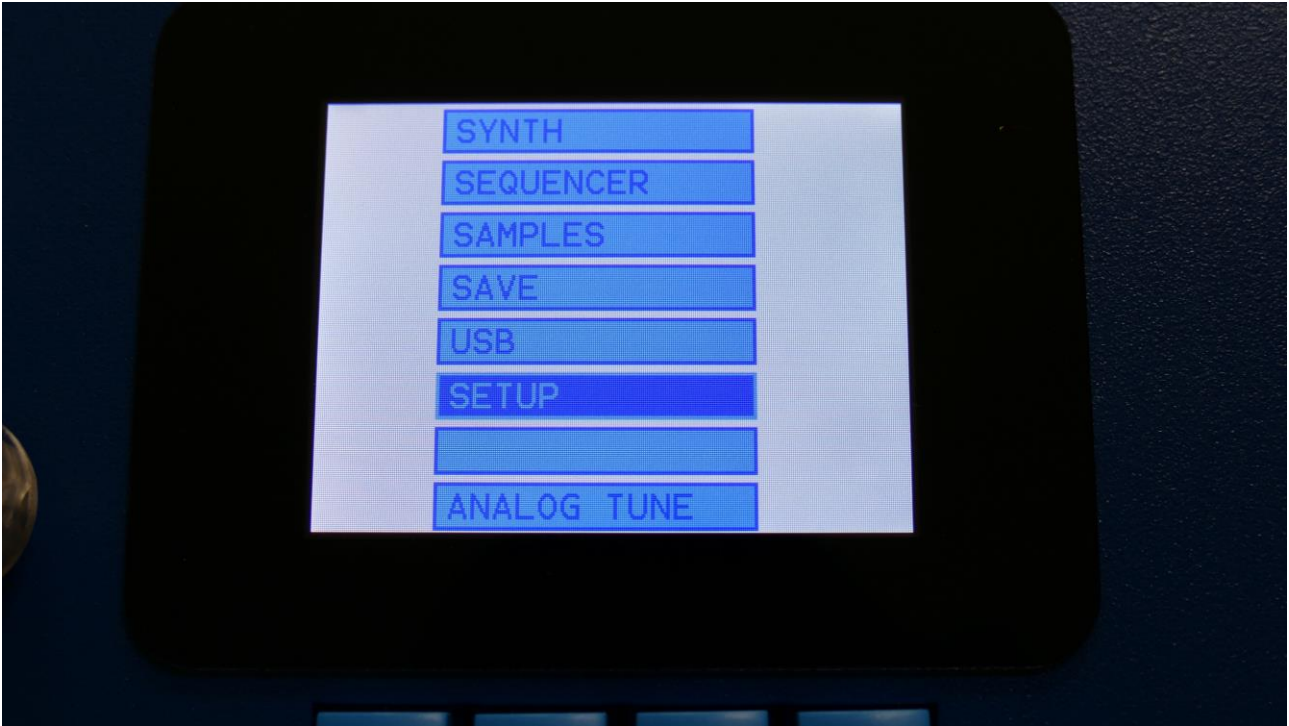 SYNTH
SEQUENCER
SAMPLES
SAVE
USB
SETUP
ANALOG TUNE